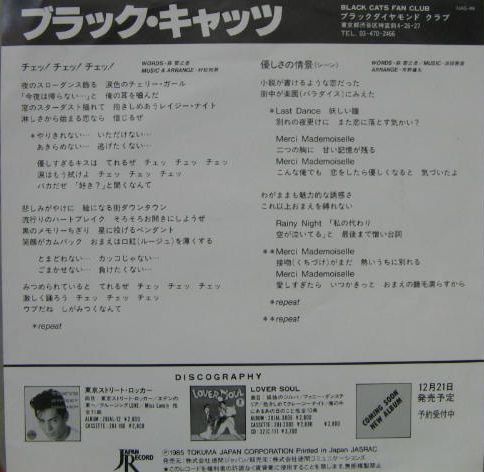 ブラック・キャッツ
BLACK CATS FAN CLUB
ブラックダイヤモンド クラブ
TEL. 03-470-2466
チェッ! チェッ! チェッ!
夜のスローダンス踊る 涙色のチェリー・ガール
「今夜は帰らない…」と 俺の耳を噛んだ
窓のスターダスト揺れて 抱きしめあうレイジー・ナイト
淋しさから始まる恋なら 信じるぜ
*やりきれない… いただけない…
あきらめない… 逃げたくない…
優しすぎるキスは てれるぜ チェッ チェッ チェッ
涙はもう拭けよ チェッ チェッ チェッ
バカだぜ 「好き?」と聞くなんて
悲しみがやけに 絵になる街ダウンタウン
流行りのハートブレイク そろそろお開きにしようぜ
黒のメモリーちぎり 星に投げるペンダント
笑顔がカムバック おまえは口紅(ルージュ)を薄くする
とまどわない… カッコじゃない…
ごまかせない… 負けたくない…
みつめられていると てれるぜ チェッ チェッ チェッ
激しく踊ろう チェッ チェッ チェッ
ウブだね しがみつくなんて
*repeat
優しさの情景(シーン)
小説が書けるような恋だった
街中が楽園(パラダイス)にみえた
*Last Dance 妖しい瞳
別れの夜更けに また恋に落とす気かい?
Merci Mademoiselle
二つの胸に 甘い記憶が残る
Merci Mademoiselle
こんな俺でも 恋をしたら優しくなると 気づいたよ
わがままも魅力的な誘惑さ
これ以上おまえを縛れない
Rainy Night 「私の代わり
空が泣いてる」と 最後まで憎い台詞
**Merci Mademoiselle
接吻(くちづけ)がまだ 熱いうちに別れる
Merci Mademoiselle
愛しすぎたら いつかきっと おまえの睫毛濡らすから
*repeat
**repeat
DISCOGRAPHY
東京ストリート・ロッカー
LOVER SOUL
COMING SOON NEW ALBUM
12月21日
発売予定
予約受付中
JAPAN RECORD
Ⓟ1985 TOKUMA JAPAN CORPORATION Printed in Japan JASRAC